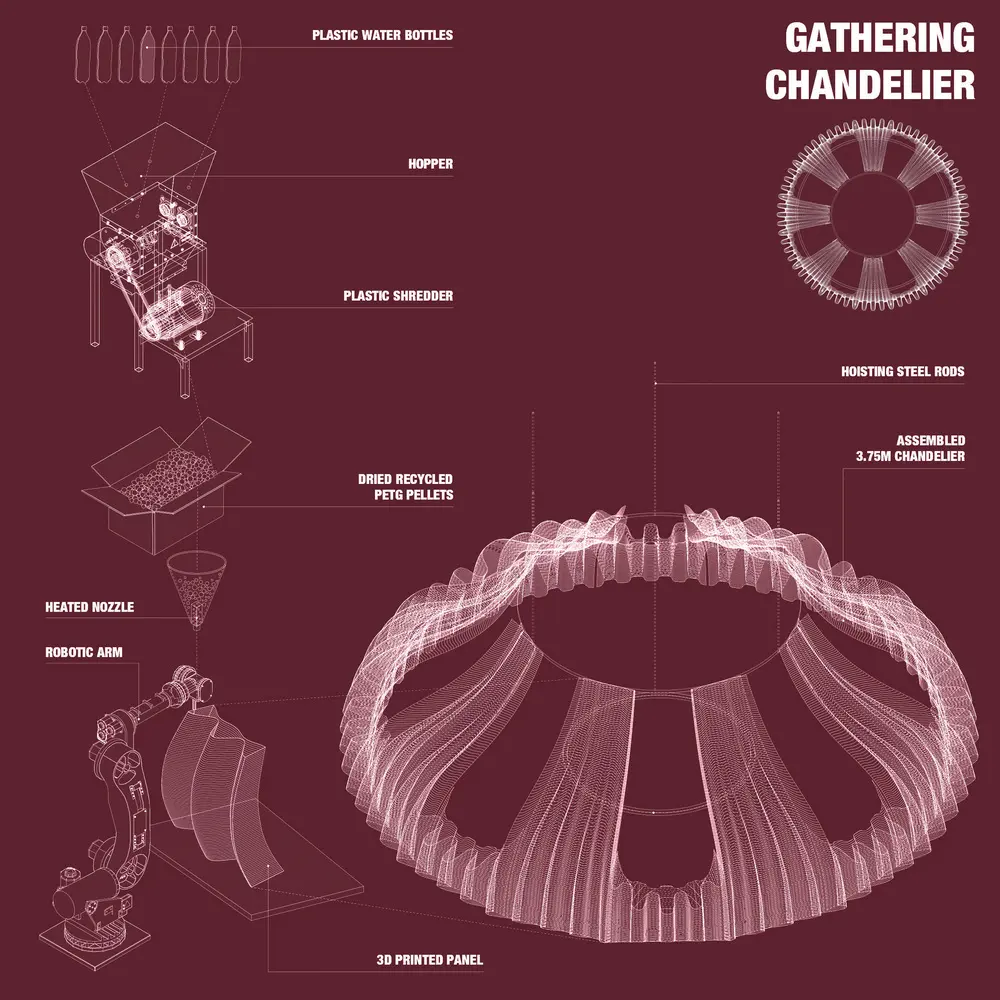 GATHERING
CHANDELIER
PLASTIC WATER BOTTLES
HOPPER
PLASTIC SHREDDER
DRIED RECYCLED
PETG PELLETS
HEATED NOZZLE
ROBOTIC ARM
3D PRINTED PANEL
HOISTING STEEL RODS
ASSEMBLED
3.75M CHANDELIER